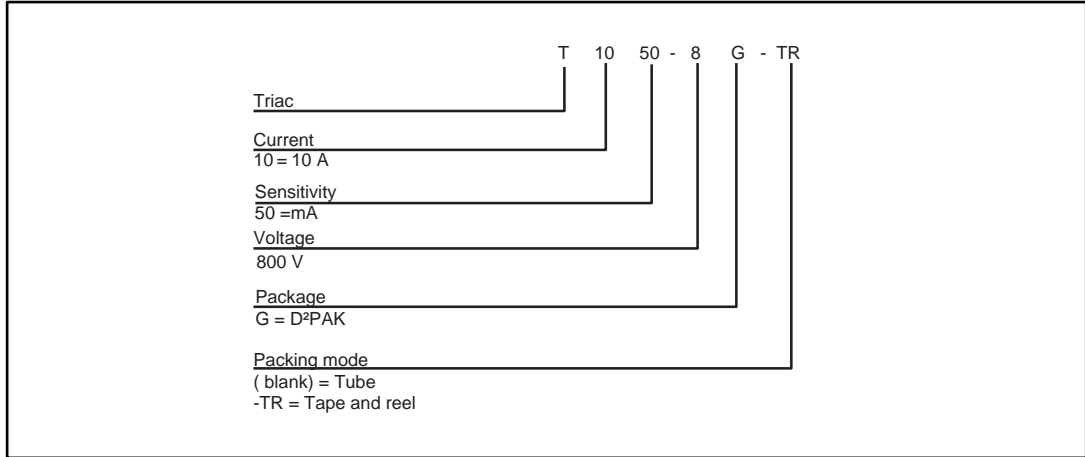 T 10 50 - 8 G - TR
Triac
Current
10 = 10 A
Sensitivity
50 =mA
Voltage
800 V
Package
G = D²PAK
Packing mode
( blank) = Tube
-TR = Tape and reel